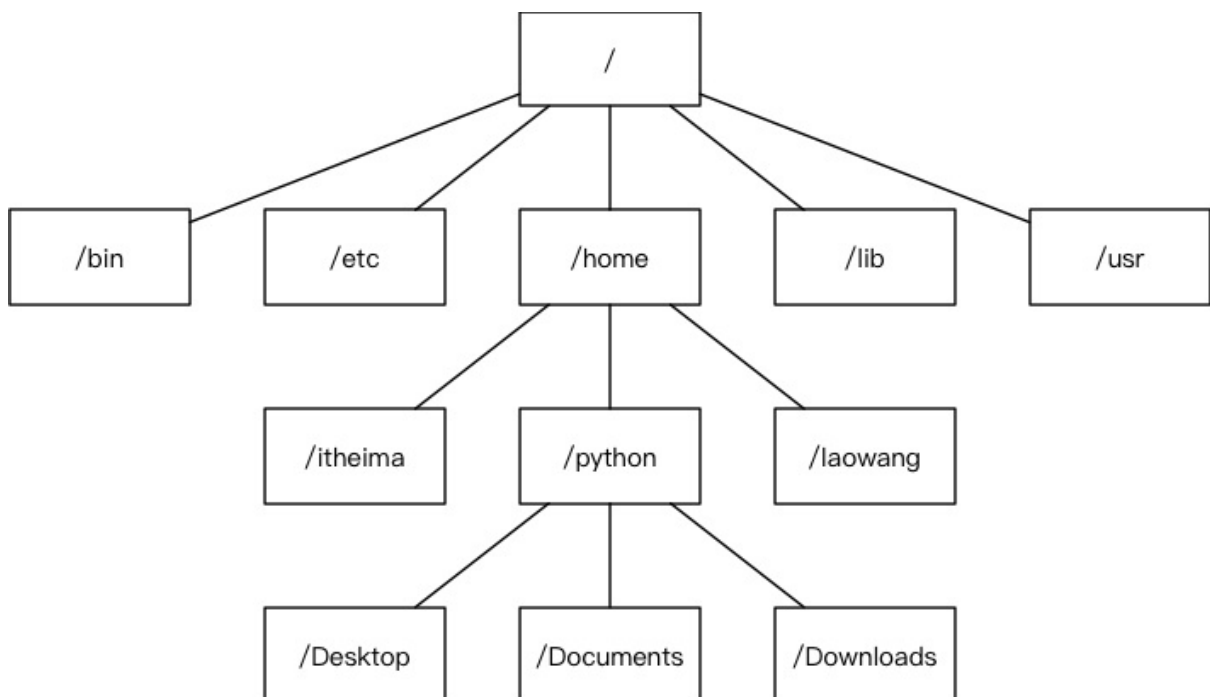 /
/bin
/etc
/home
/lib
/usr
/itheima
/python
/laowang
/Desktop
/Documents
/Downloads